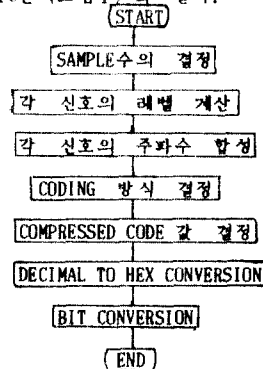 (START)
SAMPLE수의 결정
각 신호의 레벨 계산
각 신호의 주파수 합성
CODING 방식 결정
COMPRESSED CODE 값 결정
DECIMAL TO HEX CONVERSION
BIT CONVERSION
(END)